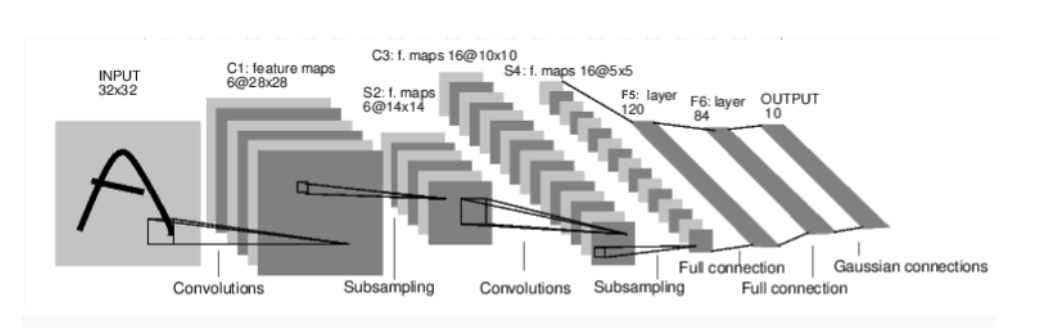 INPUT
32x32
C1: feature maps
6@28x28
S2: f. maps
6@14x14
C3: f. maps 16@10x10
S4: f. maps 16@5x5
F5: layer
120
F6: layer
84
OUTPUT
10
Convolutions
Subsampling
Convolutions
Subsampling
Full connection
Full connection
Gaussian connections